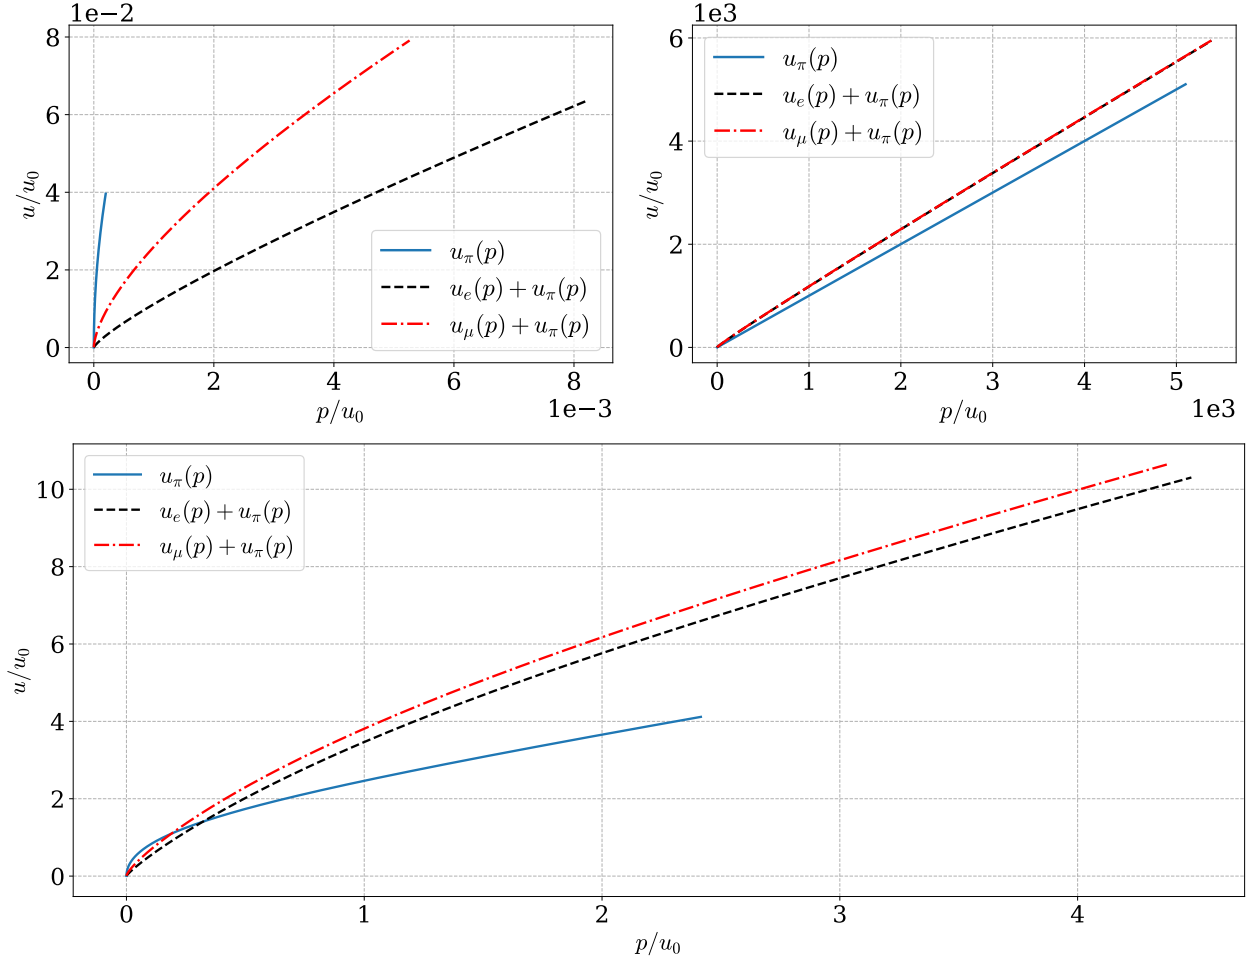 1e−2
8
6
4
2
0
u/u₀
0 2 4 6 8
p/u₀
1e−3
u_π(p)
u_e(p) + u_π(p)
u_μ(p) + u_π(p)
1e3
6
4
2
0
u/u₀
0 1 2 3 4 5
p/u₀
1e3
u_π(p)
u_e(p) + u_π(p)
u_μ(p) + u_π(p)
10
8
6
4
2
0
u/u₀
0 1 2 3 4
p/u₀
u_π(p)
u_e(p) + u_π(p)
u_μ(p) + u_π(p)